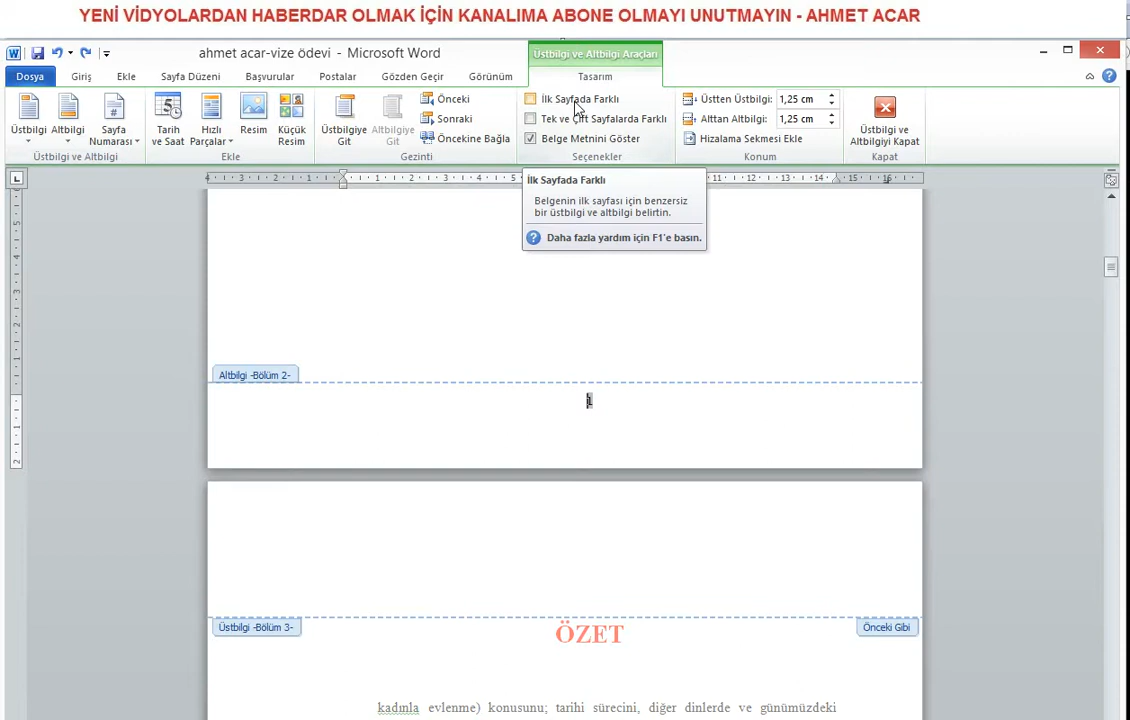 YENİ VİDYOLARDAN HABERDAR OLMAK İÇİN KANALIMA ABONE OLMAYI UNUTMAYIN - AHMET ACAR
ahmet acar-vize ödevi - Microsoft Word
Üstbilgi ve Altbilgi Araçları
Dosya Giriş Ekle Sayfa Düzeni Başvurular Postalar Gözden Geçir Görünüm Tasarım
Üstbilgi Altbilgi Sayfa Numarası
Üstbilgi ve Altbilgi
Tarih ve Saat Hızlı Parçalar Resim Küçük Resim
Ekle
Üstbilgiye Git Altbilgiye Git
Önceki
Sonraki
Öncekine Bağla
Gezinti
İlk Sayfada Farklı
Tek ve Çift Sayfalarda Farklı
Belge Metnini Göster
Seçenekler
Üstten Üstbilgi: 1,25 cm
Alttan Altbilgi: 1,25 cm
Hizalama Sekmesi Ekle
Konum
Üstbilgi ve
Altbilgiyi Kapat
Kapat
İlk Sayfada Farklı
Belgenin ilk sayfası için benzersiz
bir üstbilgi ve altbilgi belirtin.
Daha fazla yardım için F1'e basın.
Altbilgi -Bölüm 2-
Üstbilgi -Bölüm 3-
ÖZET
Önceki Gibi
kadınla evlenme) konusunu; tarihi sürecini, diğer dinlerde ve günümüzdeki